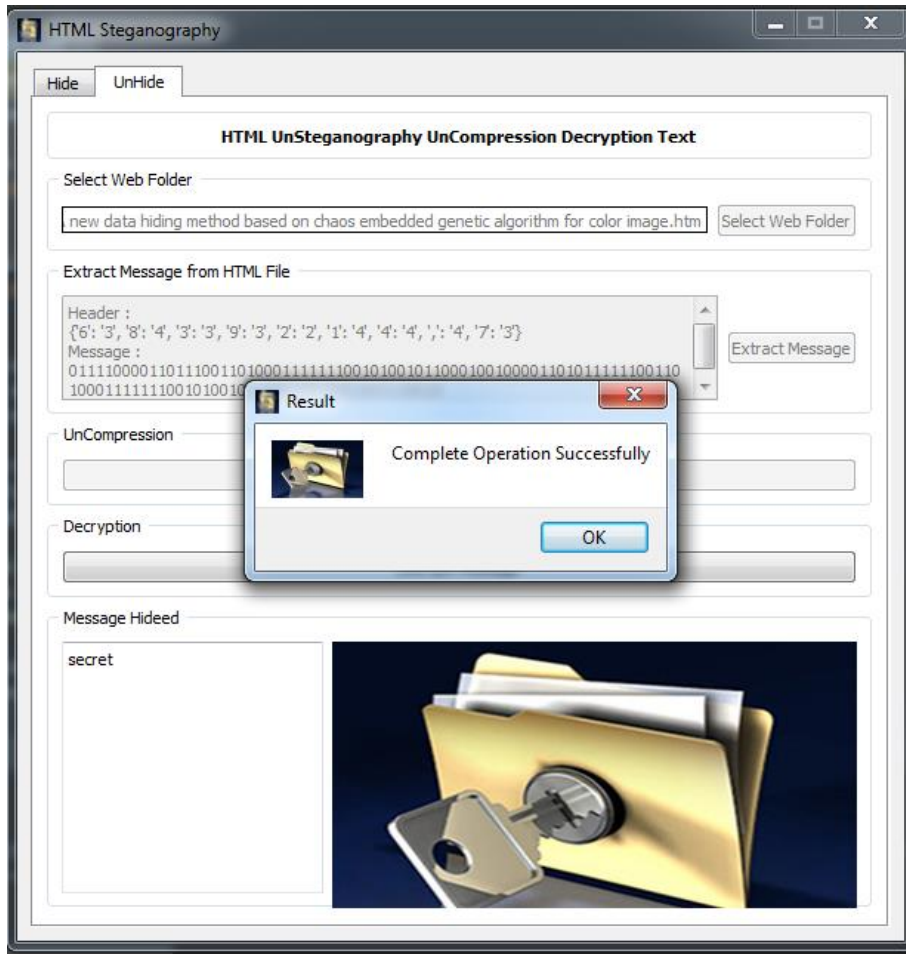 HTML Steganography
Hide UnHide
HTML UnSteganography UnCompression Decryption Text
Select Web Folder
new data hiding method based on chaos embedded genetic algorithm for color image.htm Select Web Folder
Extract Message from HTML File
Header :
{'6': '3', '8': '4', '3': '3', '9': '3', '2': '2', '1': '4', '4': '4', ',': '4', '7': '3'}
Message :
Extract Message
Result
UnCompression
Complete Operation Successfully
Decryption
OK
Message Hideed
secret